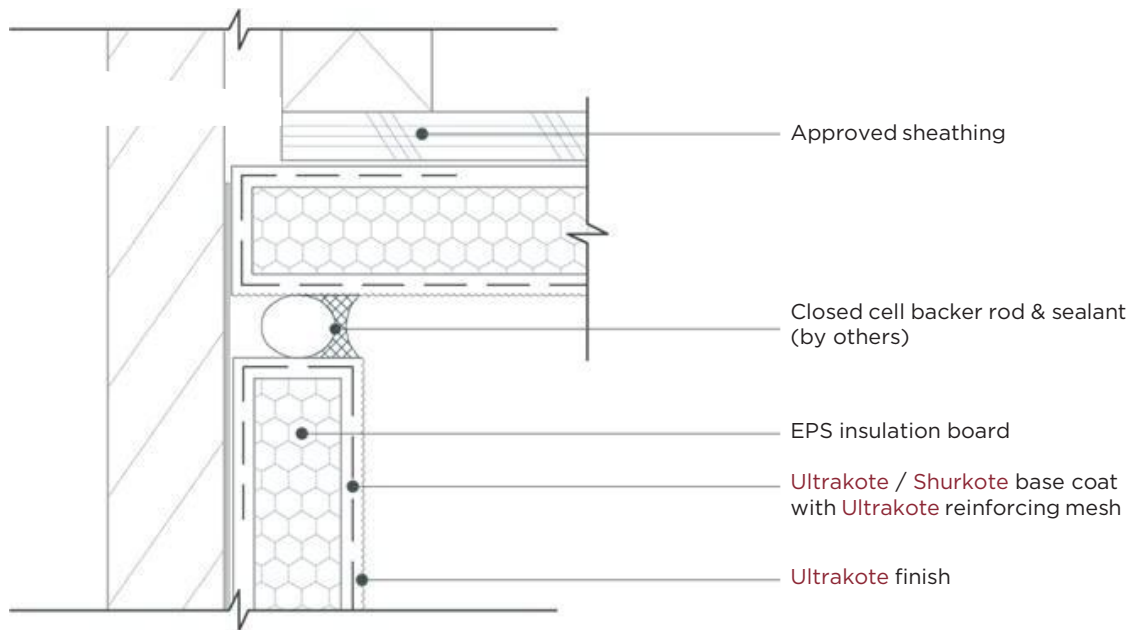 Approved sheathing
Closed cell backer rod & sealant
(by others)
EPS insulation board
Ultrakote / Shurkote base coat
with Ultrakote reinforcing mesh
Ultrakote finish